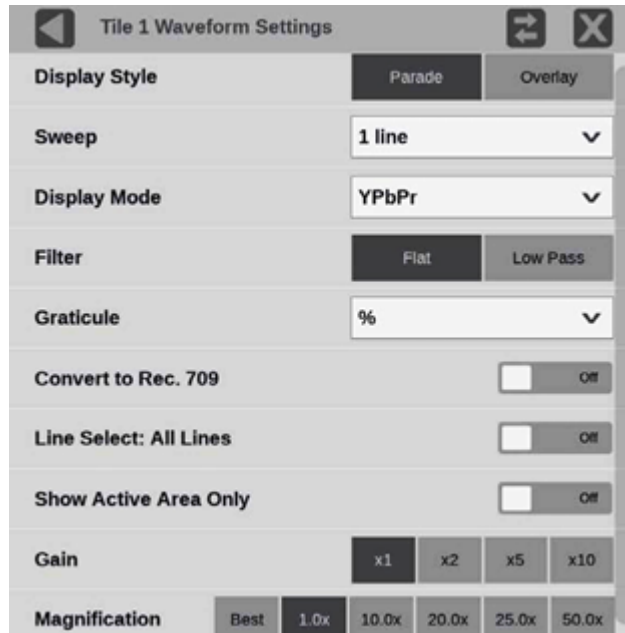 Tile 1 Waveform Settings
Display Style Parade Overlay
Sweep 1 line
Display Mode YPbPr
Filter Flat Low Pass
Graticule %
Convert to Rec. 709 Off
Line Select: All Lines Off
Show Active Area Only Off
Gain x1 x2 x5 x10
Magnification Best 1.0x 10.0x 20.0x 25.0x 50.0x